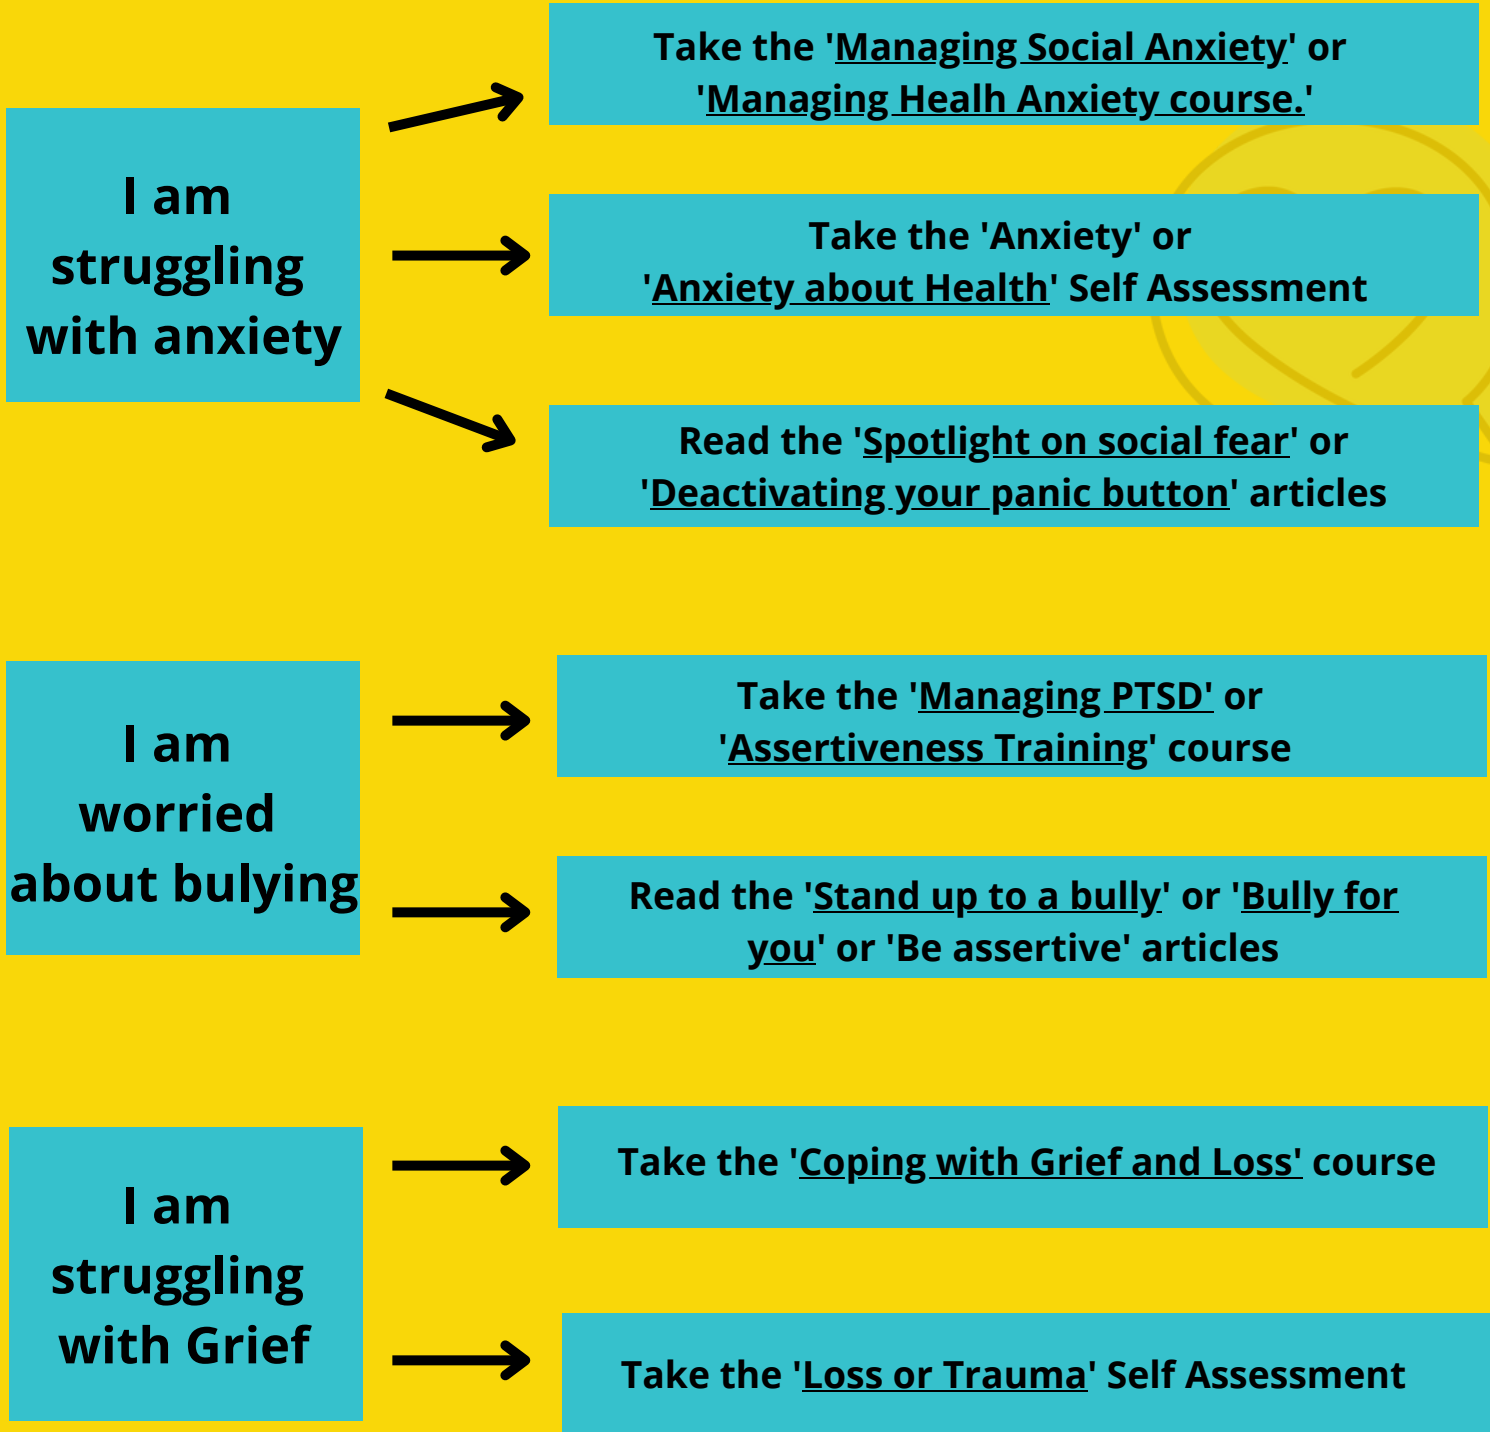 I am
struggling
with anxiety
Take the 'Managing Social Anxiety' or
'Managing Healh Anxiety course.'
Take the 'Anxiety' or
'Anxiety about Health' Self Assessment
Read the 'Spotlight on social fear' or
'Deactivating your panic button' articles
I am
worried
about bulying
Take the 'Managing PTSD' or
'Assertiveness Training' course
Read the 'Stand up to a bully' or 'Bully for
you' or 'Be assertive' articles
I am
struggling
with Grief
Take the 'Coping with Grief and Loss' course
Take the 'Loss or Trauma' Self Assessment